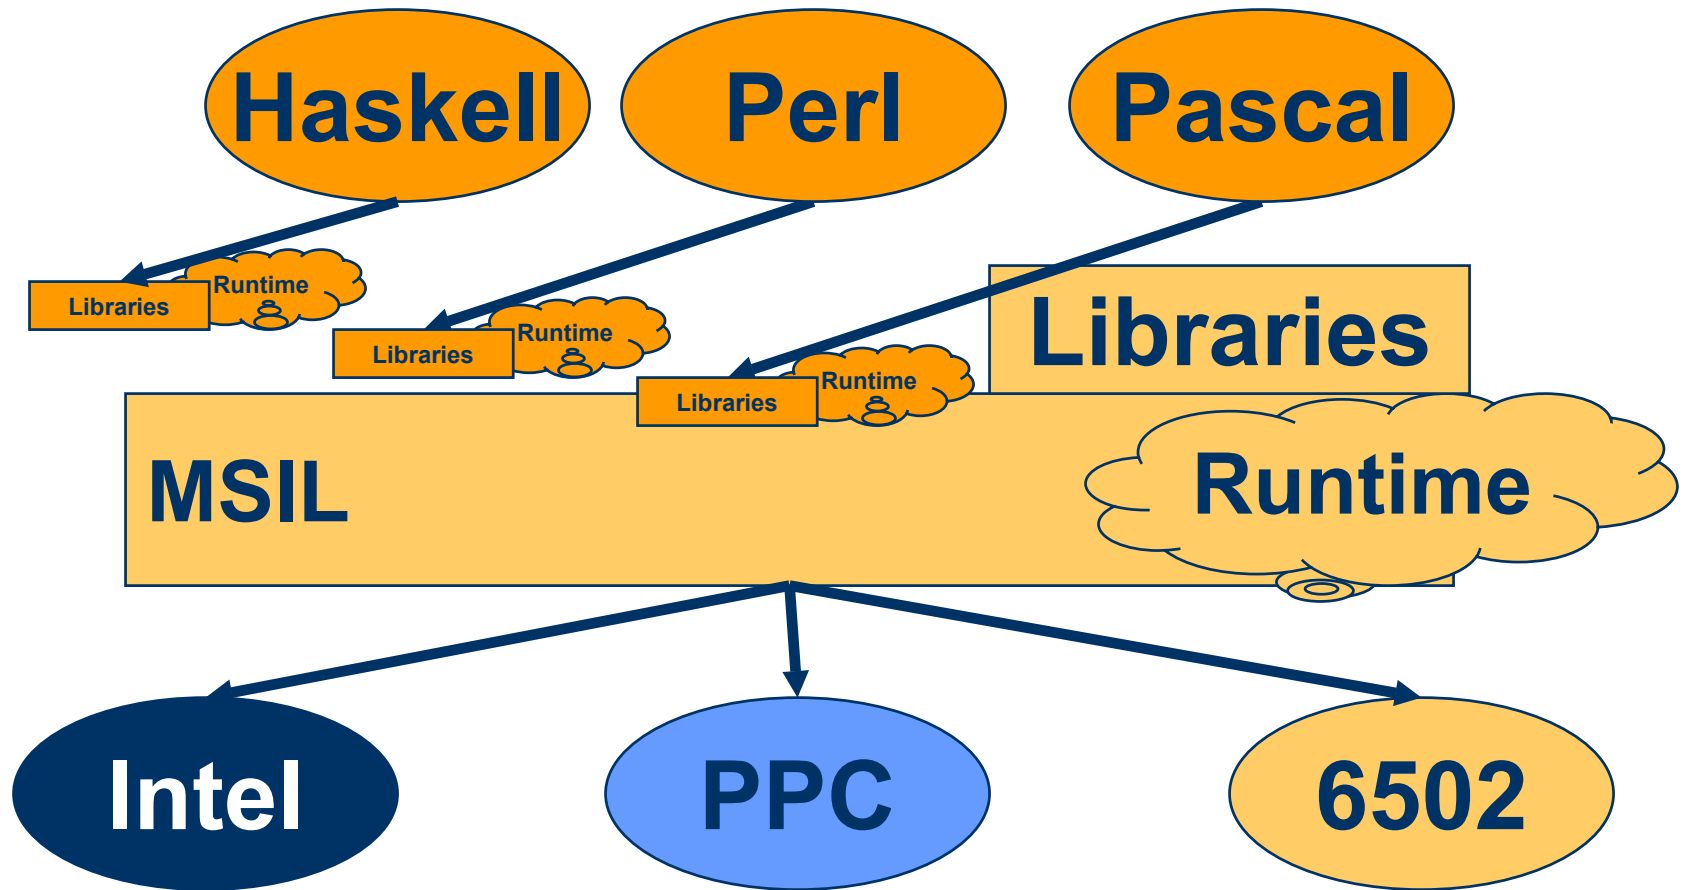 Haskell
Perl
Pascal
Runtime
Libraries
Runtime
Libraries
Runtime
Libraries
Libraries
MSIL
Runtime
Intel
PPC
6502